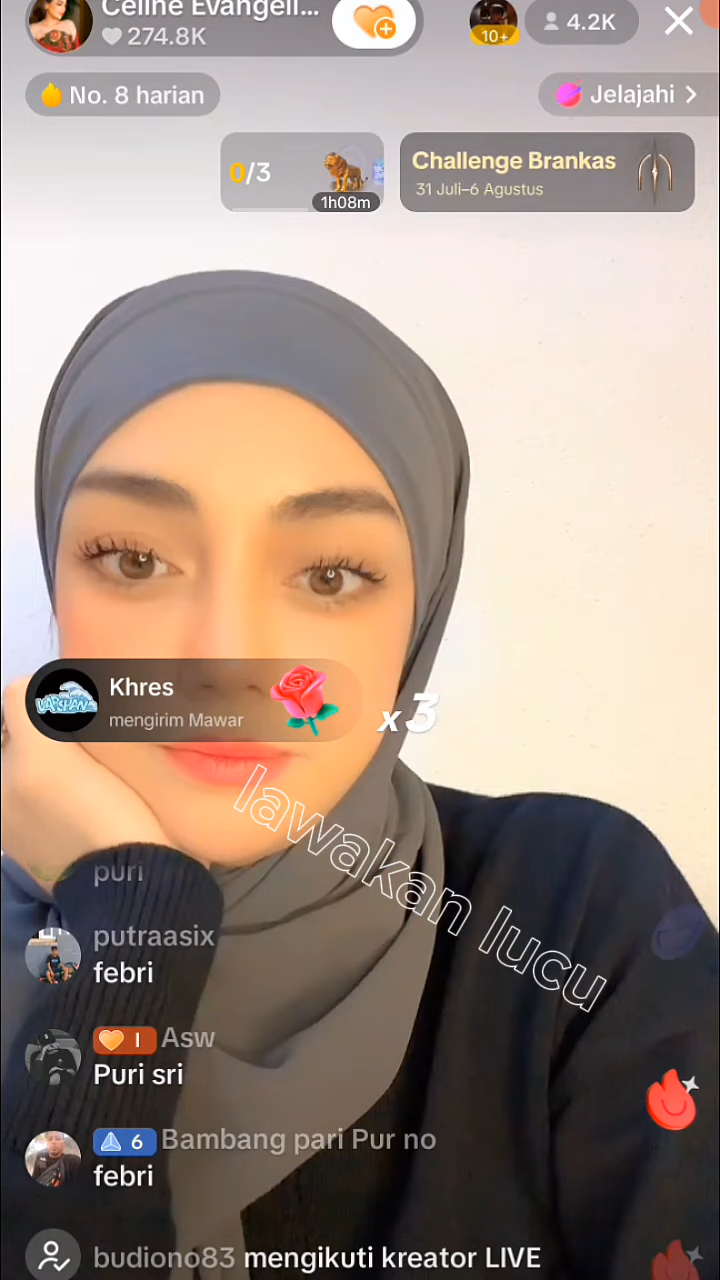 Celine Evangeli...
274.8K
10+
4.2K
No. 8 harian
Jelajahi
0/3
1h08m
Challenge Brankas
31 Juli–6 Agustus
Khres
mengirim Mawar
x3
lawakan lucu
puri
putraasix
febri
I Asw
Puri sri
6 Bambang pari Pur no
febri
budiono83 mengikuti kreator LIVE